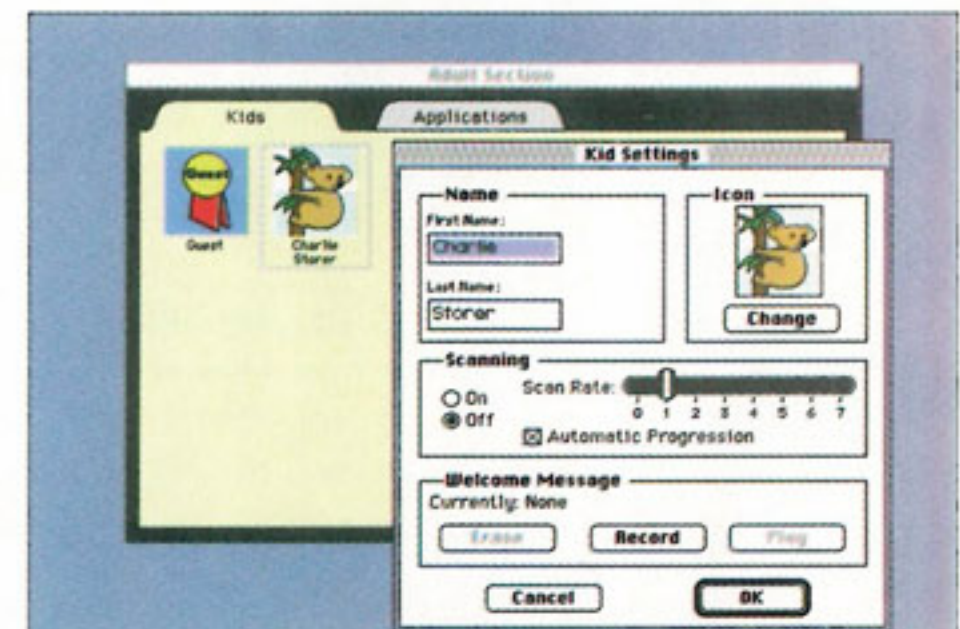 Adult Section
Kids
Applications
Guest
Guest
Charlie
Storer
Kid Settings
Name
First Name:
Charlie
Last Name:
Storer
Icon
Change
Scanning
On
Off
Scan Rate:
0 1 2 3 4 5 6 7
Automatic Progression
Welcome Message
Currently: None
Erase
Record
Play
Cancel
OK